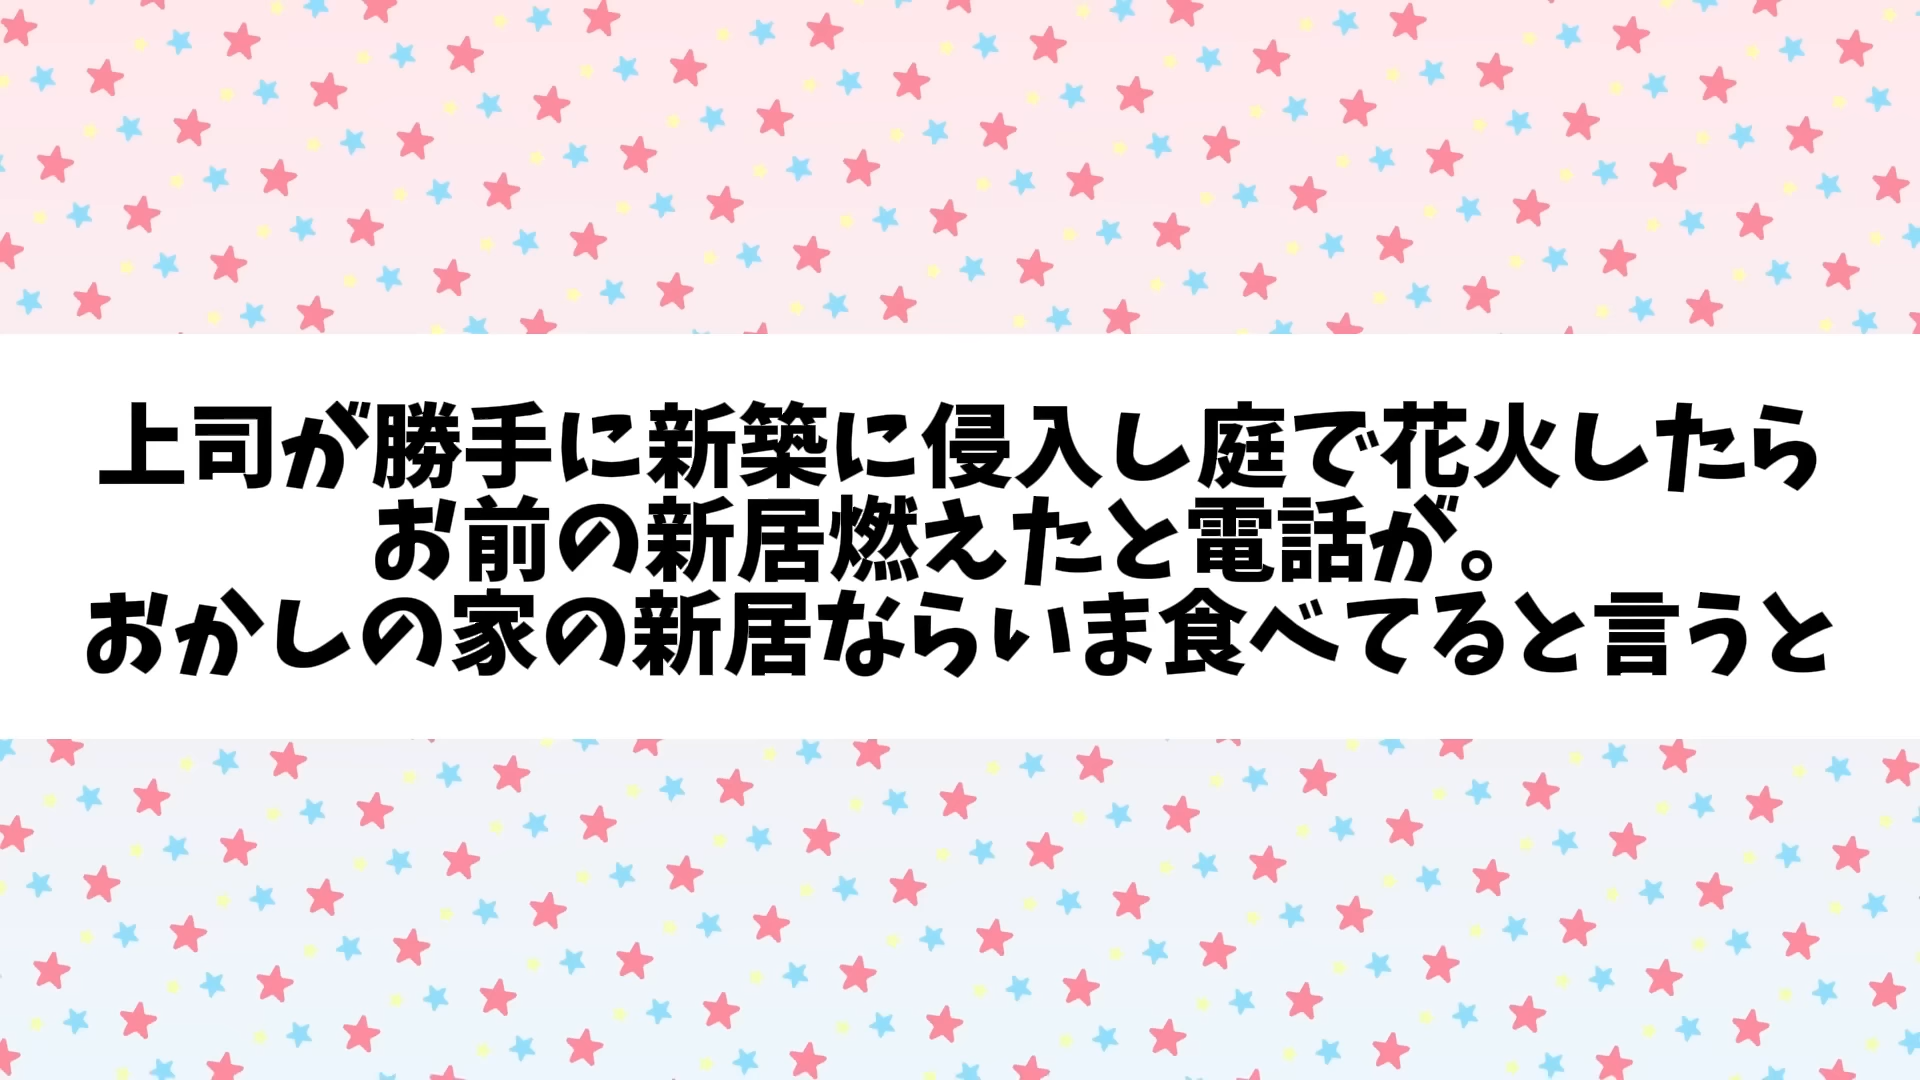 上司が勝手に新築に侵入し庭で花火したら
お前の新居燃えたと電話が。
おかしの家の新居ならいま食べてると言うと